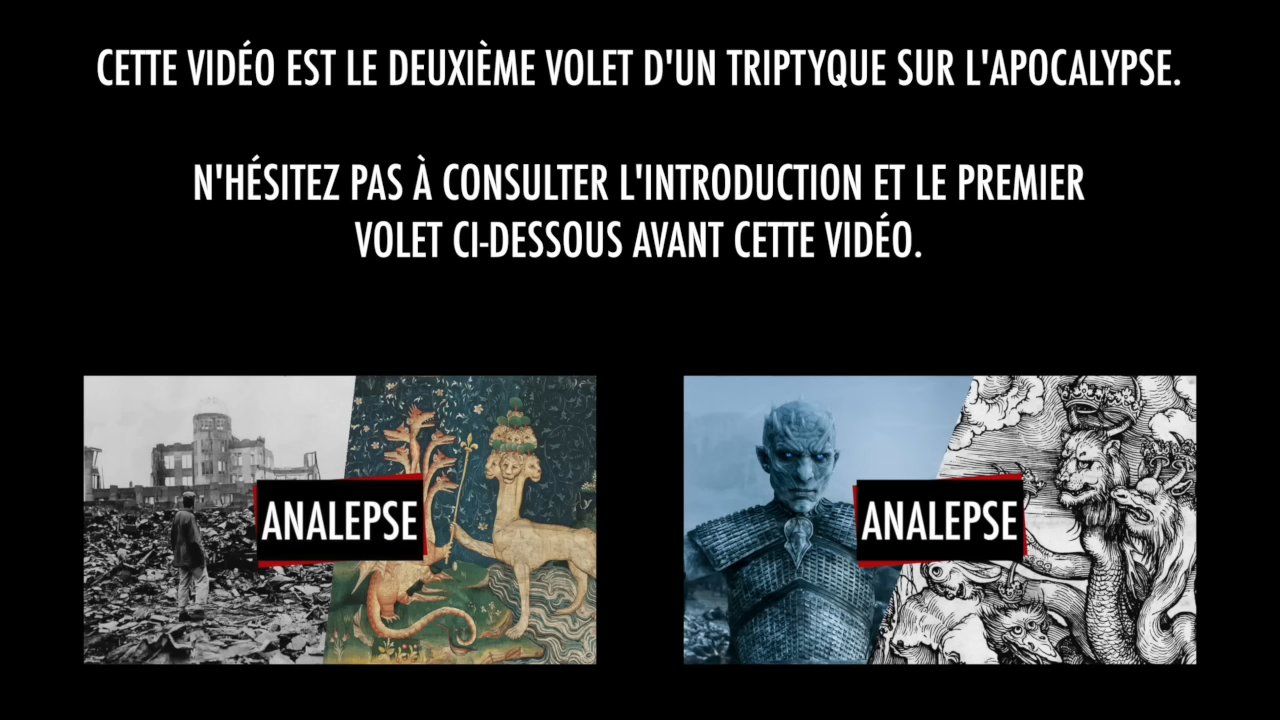 CETTE VIDÉO EST LE DEUXIÈME VOLET D'UN TRIPTYQUE SUR L'APOCALYPSE.
N'HÉSITEZ PAS À CONSULTER L'INTRODUCTION ET LE PREMIER
VOLET CI-DESSOUS AVANT CETTE VIDÉO.
ANALEPSE
ANALEPSE